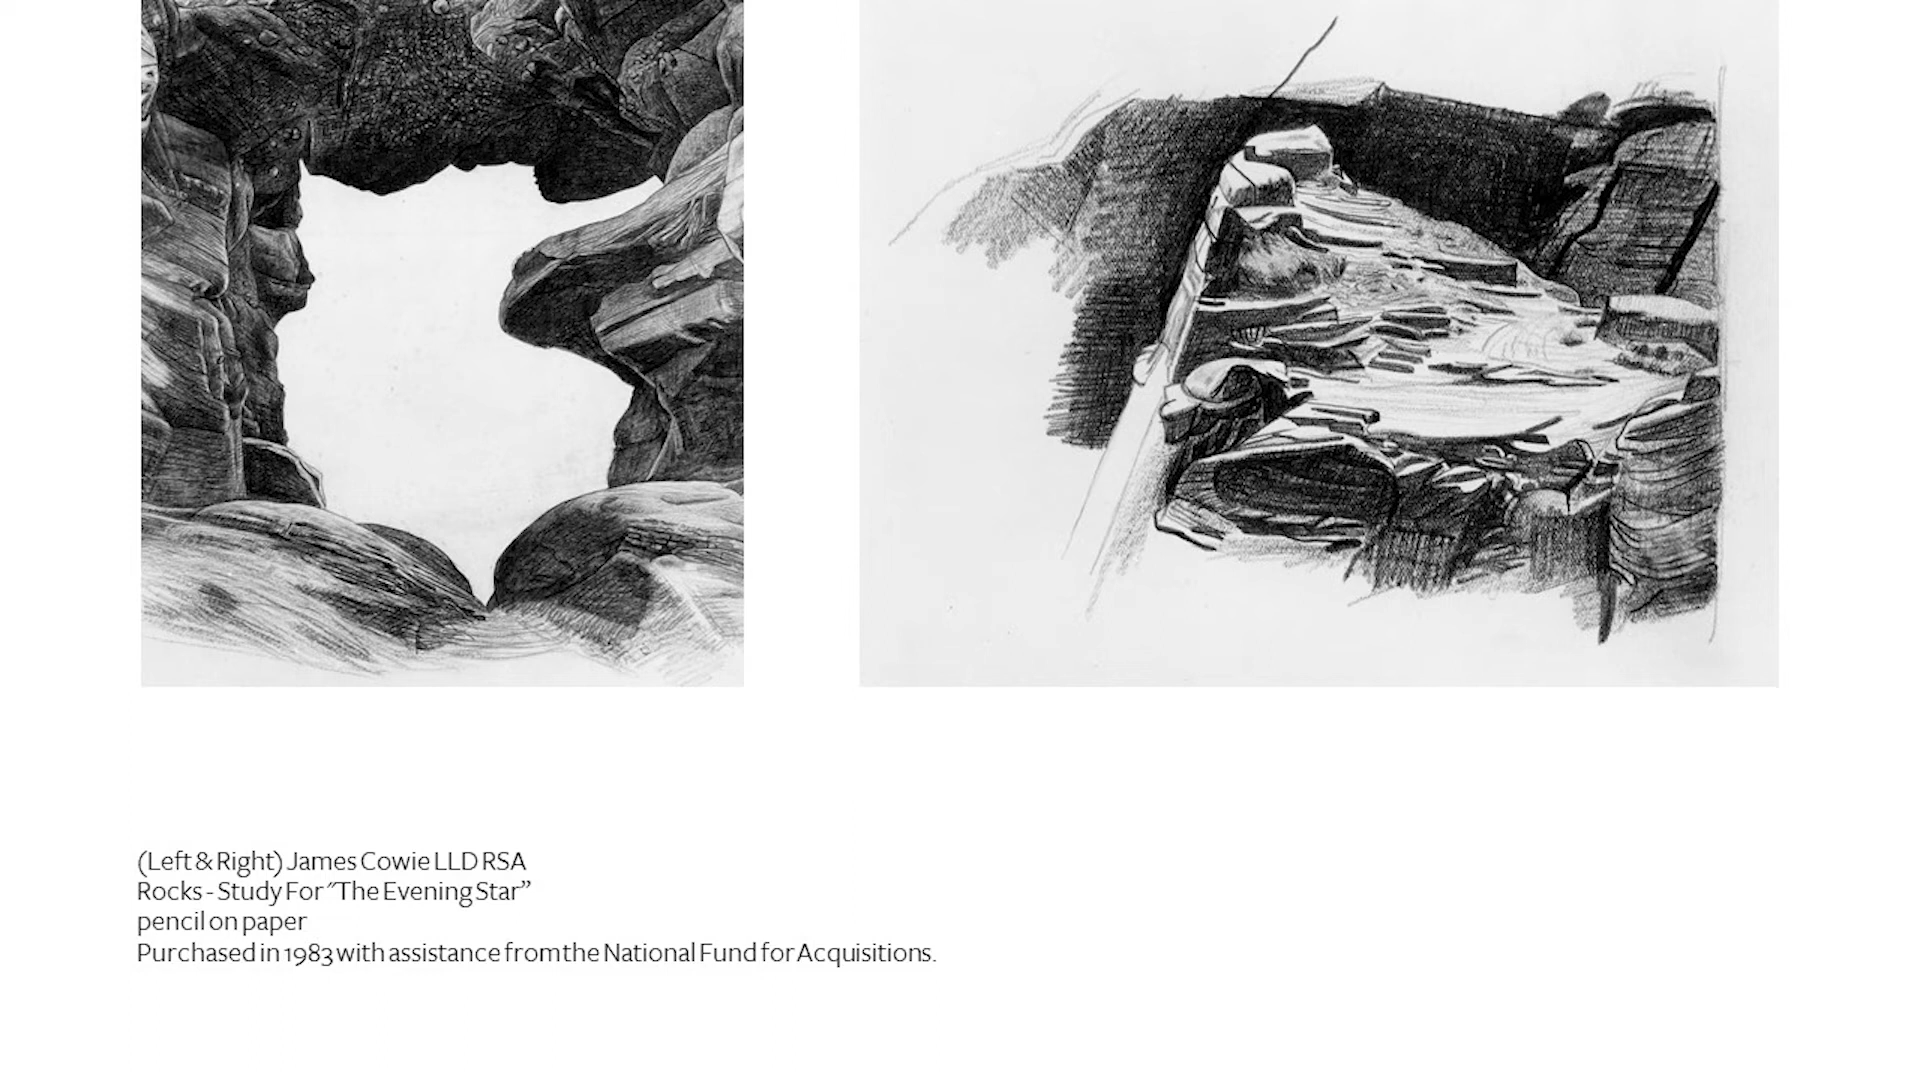 (Left & Right) James Cowie LLD RSA
Rocks - Study For "The Evening Star”
pencil on paper
Purchased in 1983 with assistance from the National Fund for Acquisitions.